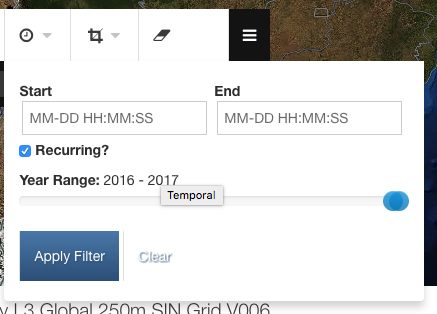 Start End
MM-DD HH:MM:SS MM-DD HH:MM:SS
Recurring?
Year Range: 2016 - 2017
Temporal
Apply Filter Clear
y L3 Global 250m SIN Grid V006